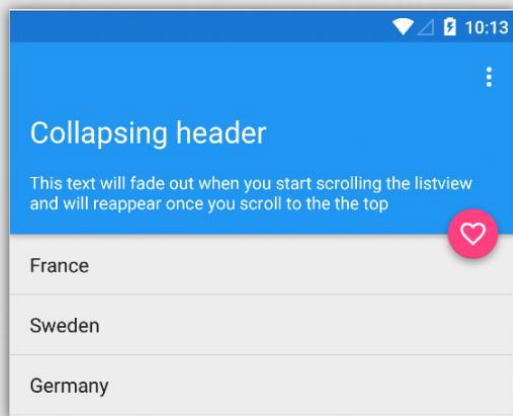 10:13
Collapsing header
This text will fade out when you start scrolling the listview
and will reappear once you scroll to the the top
France
Sweden
Germany